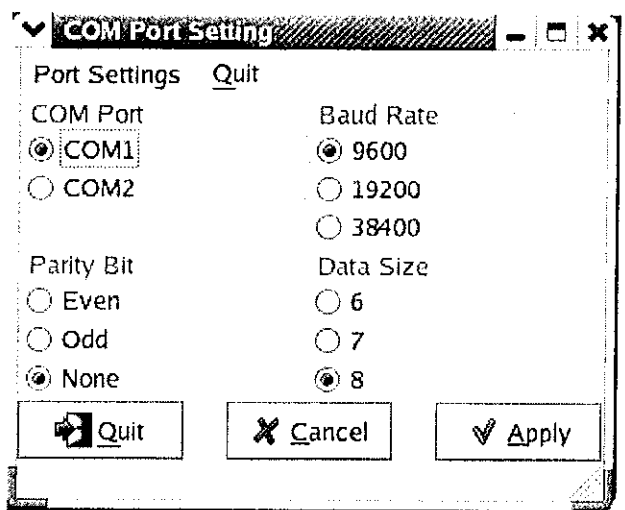 COM Port Setting
Port Settings Quit
COM Port
COM1
COM2
Baud Rate
9600
19200
38400
Parity Bit
Even
Odd
None
Data Size
6
7
8
Quit Cancel Apply